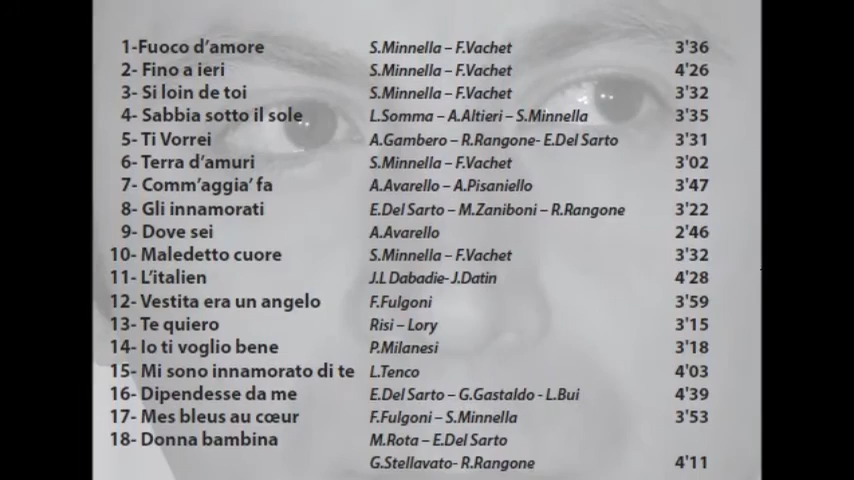 1-Fuoco d'amore S.Minnella – F.Vachet 3'36
2- Fino a ieri S.Minnella – F.Vachet 4'26
3- Si loin de toi S.Minnella – F.Vachet 3'32
4- Sabbia sotto il sole L.Somma – A.Altieri – S.Minnella 3'35
5- Ti Vorrei A.Gambero – R.Rangone- E.Del Sarto 3'31
6- Terra d'amuri S.Minnella – F.Vachet 3'02
7- Comm'aggia' fa A.Avarello – A.Pisaniello 3'47
8- Gli innamorati E.Del Sarto – M.Zaniboni – R.Rangone 3'22
9- Dove sei A.Avarello 2'46
10- Maledetto cuore S.Minnella – F.Vachet 3'32
11- L'italien J.L Dabadie- J.Datin 4'28
12- Vestita era un angelo F.Fulgoni 3'59
13- Te quiero Risi – Lory 3'15
14- Io ti voglio bene P.Milanesi 3'18
15- Mi sono innamorato di te L.Tenco 4'03
16- Dipendesse da me E.Del Sarto – G.Gastaldo - L.Bui 4'39
17- Mes bleus au cœur F.Fulgoni – S.Minnella 3'53
18- Donna bambina M.Rota – E.Del Sarto
G.Stellavato- R.Rangone 4'11